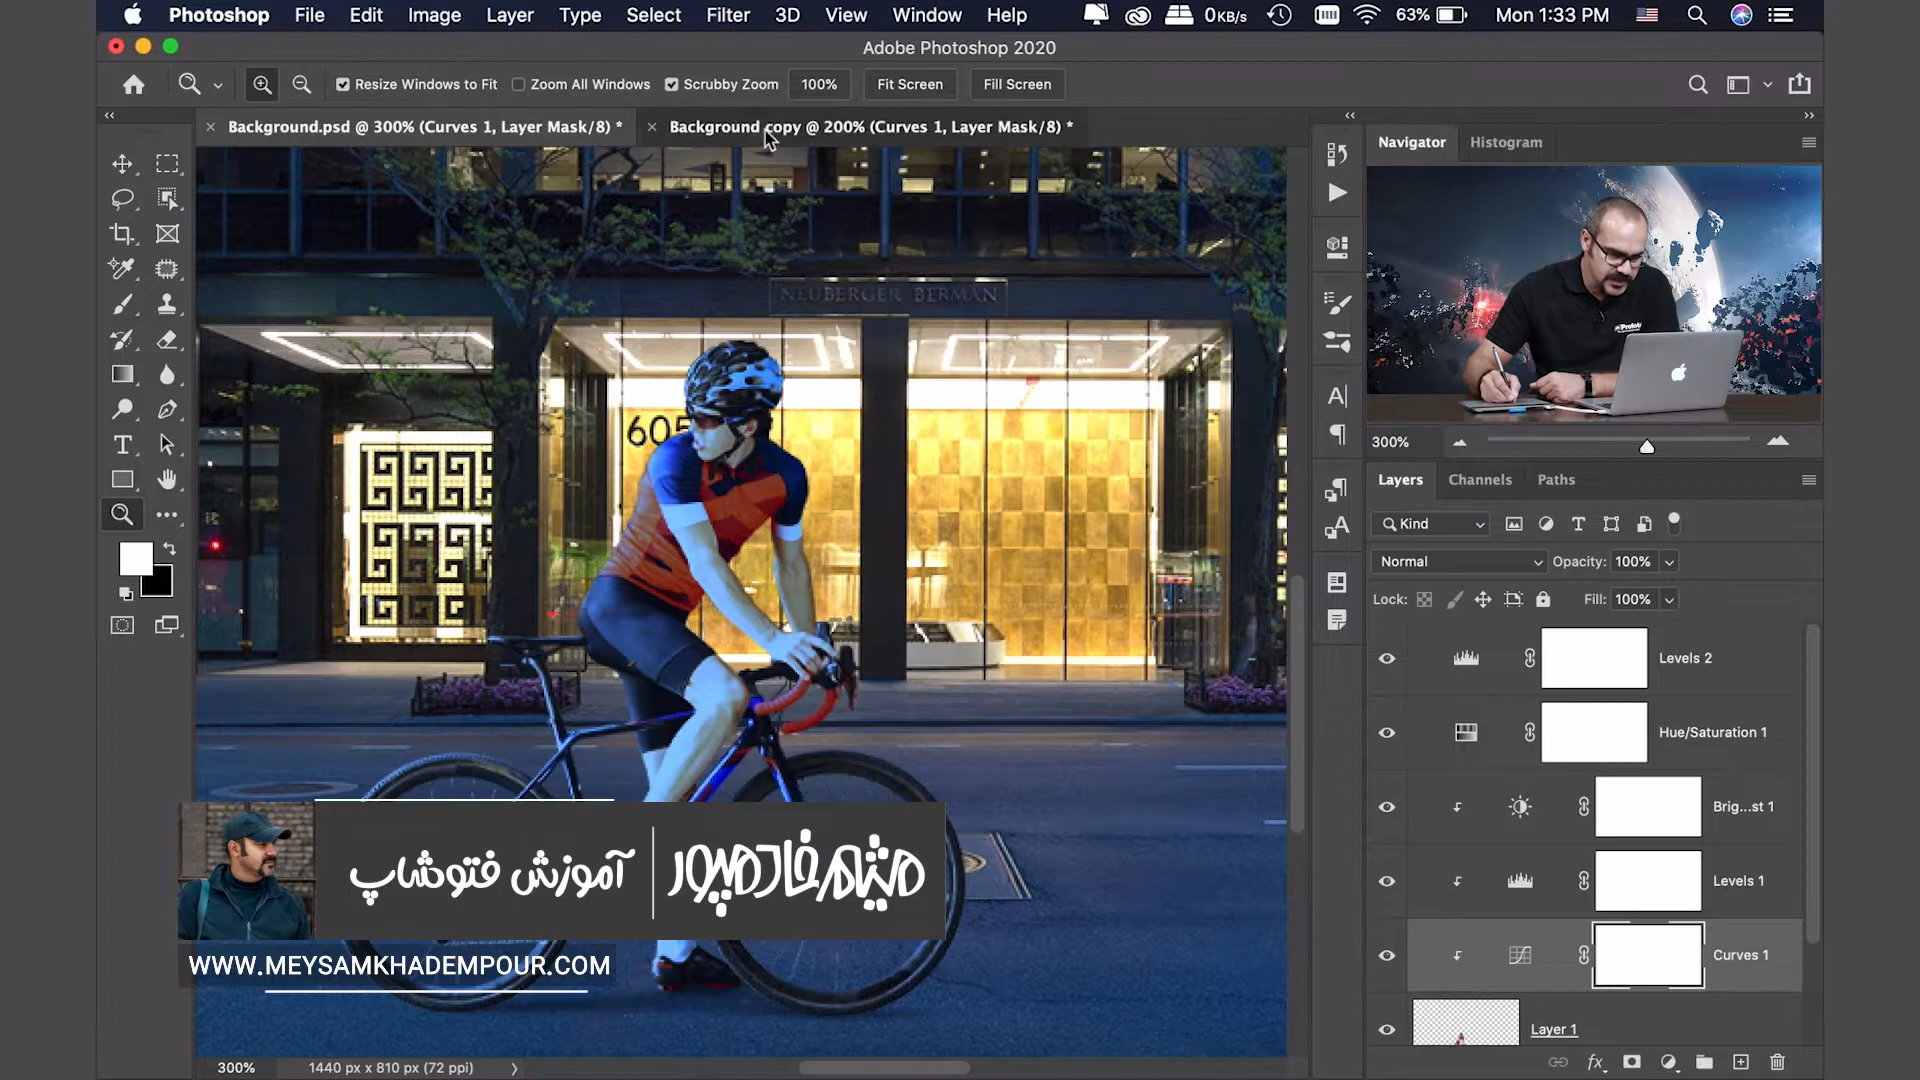 Photoshop File Edit Image Layer Type Select Filter 3D View Window Help 0KB/s 63% Mon 1:33 PM
Adobe Photoshop 2020
Resize Windows to Fit Zoom All Windows Scrubby Zoom 100% Fit Screen Fill Screen
Background.psd @ 300% (Curves 1, Layer Mask/8) * Background copy @ 200% (Curves 1, Layer Mask/8) *
Navigator Histogram
NEUBERGER BERMAN
605
300%
Layers Channels Paths
Kind
Normal Opacity: 100%
Lock: Fill: 100%
Levels 2
Hue/Saturation 1
Brig...st 1
Levels 1
Curves 1
Layer 1
میثم خادمپور | آموزش فتوشاپ
WWW.MEYSAMKHADEMPOUR.COM
300% 1440 px x 810 px (72 ppi)